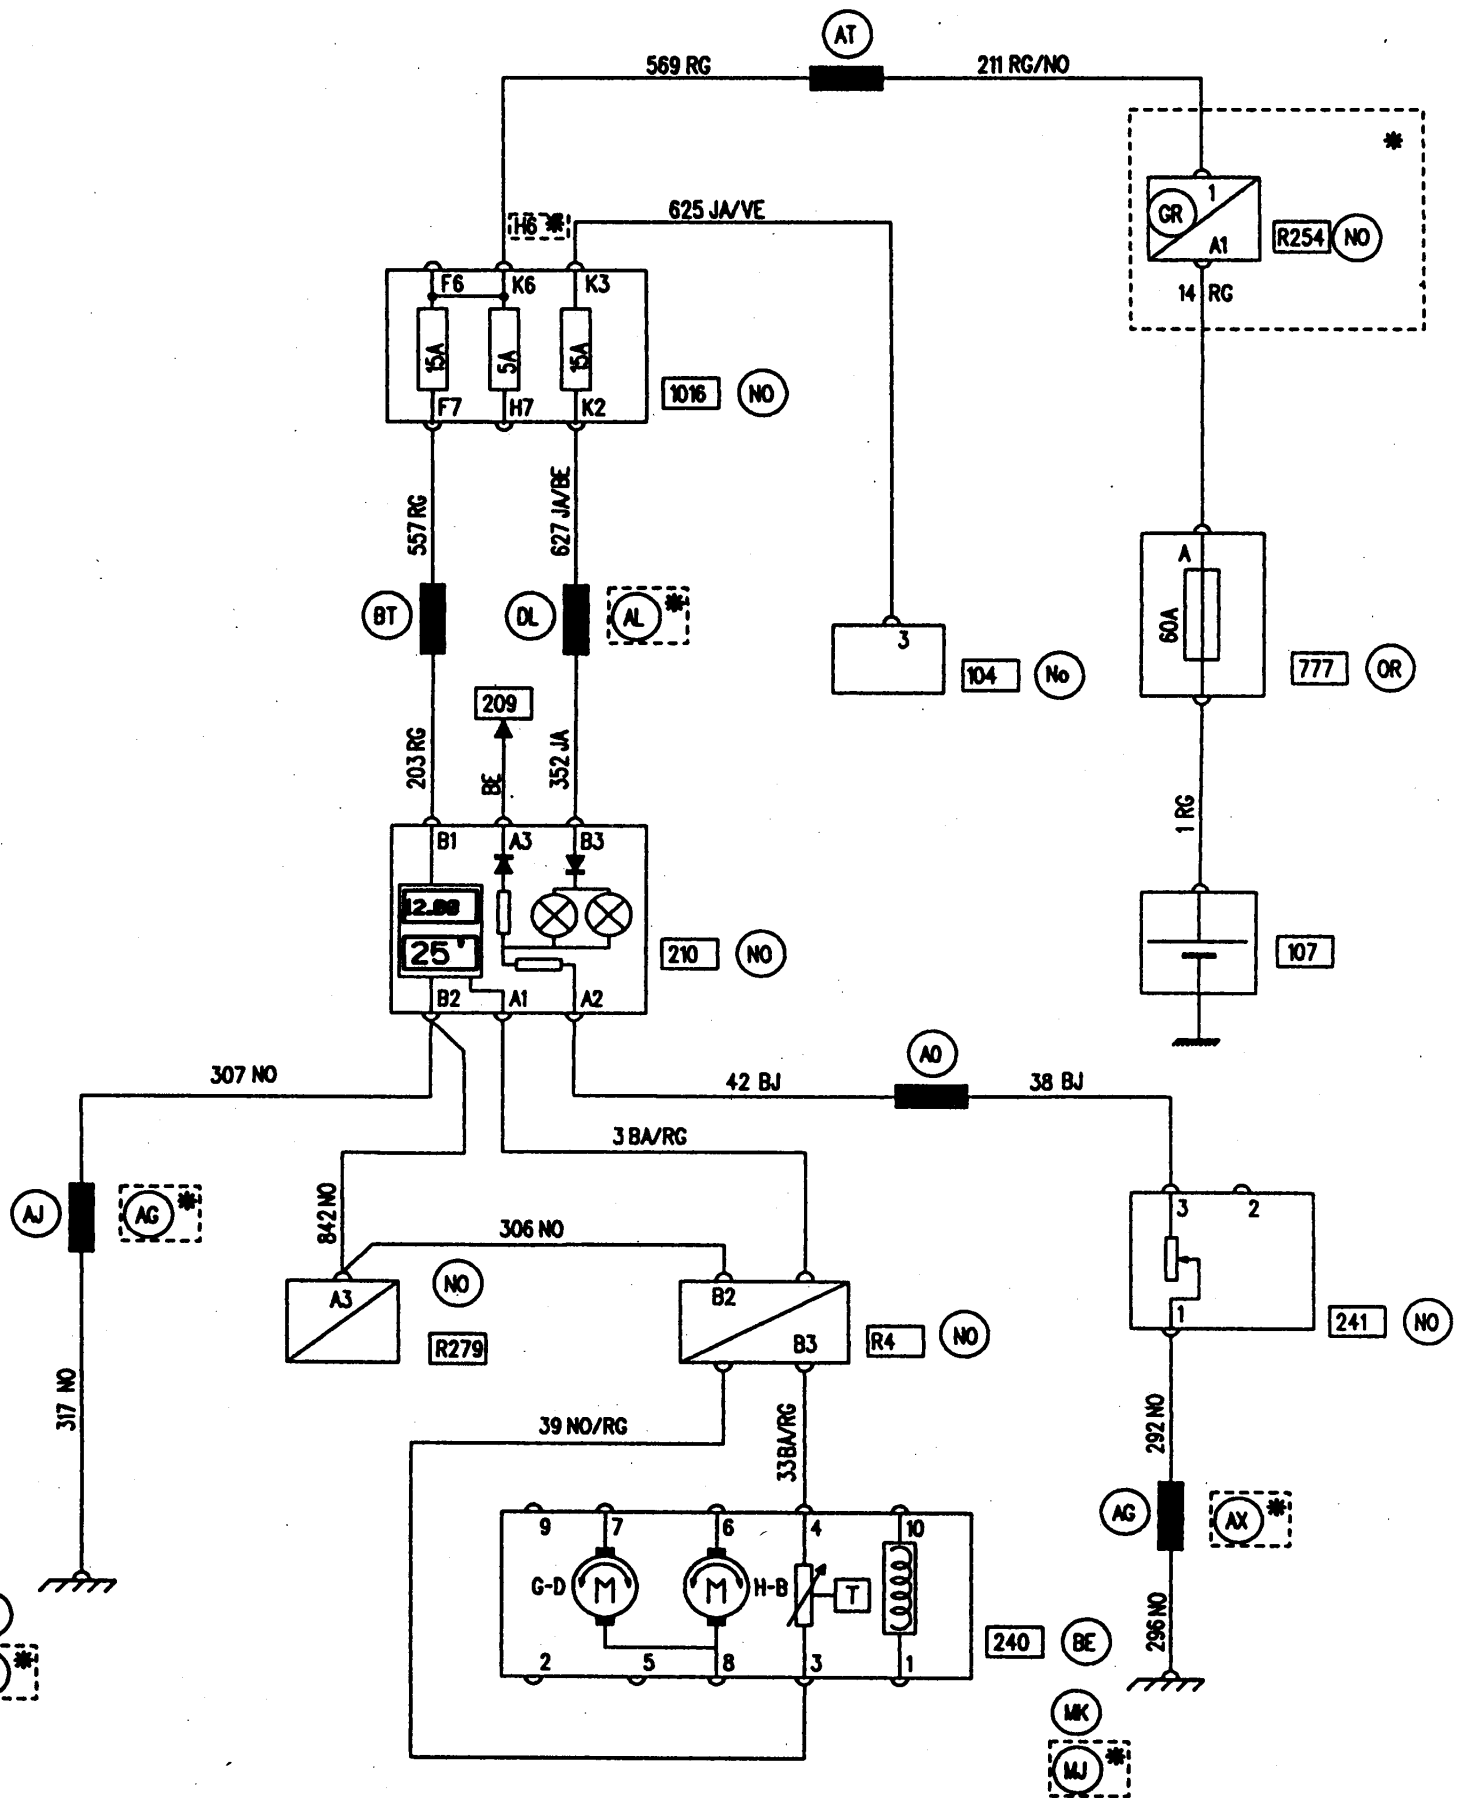 AT
569 RG
211 RG/NO
*
H6 *
625 JA/VE
GR
1
A1
R254
NO
14 RG
F6
K6
K3
15A
5A
15A
F7
H7
K2
1016
NO
557 RG
627 JA/BE
BT
DL
AL *
A
60A
777
OR
3
104
No
209
203 RG
BE
352 JA
1 RG
B1
A3
B3
25
B2
A1
A2
210
NO
107
307 NO
42 BJ
AO
38 BJ
3 BA/RG
AJ
AG *
842 NO
306 NO
3
2
1
241
NO
A3
NO
R279
B2
B3
R4
NO
317 NO
39 NO/RG
33 BA/RG
292 NO
9
7
6
4
10
G-D
M
M
H-B
T
AG
AX *
2
5
8
3
1
240
BE
296 NO
*
MK
MJ *